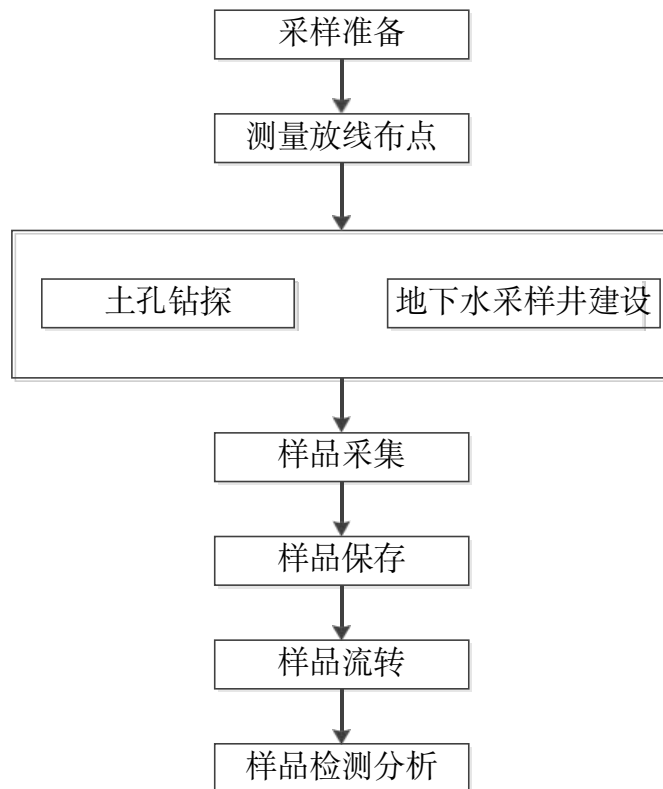 采样准备
测量放线布点
土孔钻探
地下水采样井建设
样品采集
样品保存
样品流转
样品检测分析